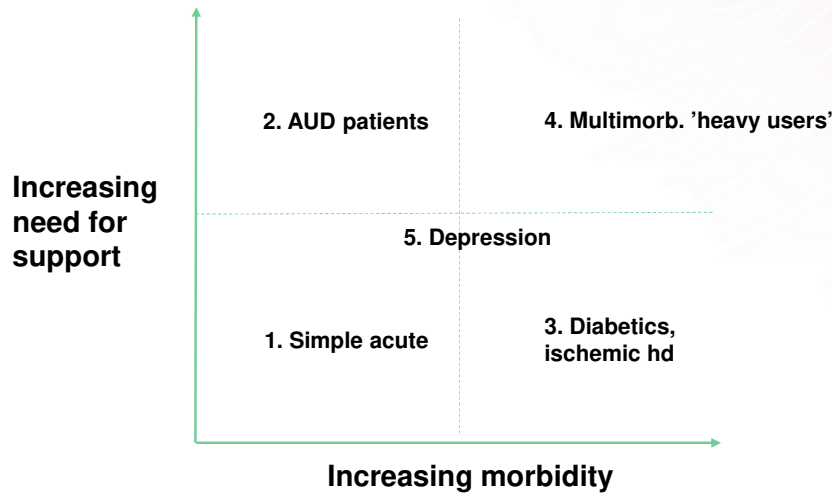 2. AUD patients
4. Multimorb. ’heavy users’
Increasing
need for
support
5. Depression
1. Simple acute
3. Diabetics,
ischemic hd
Increasing morbidity